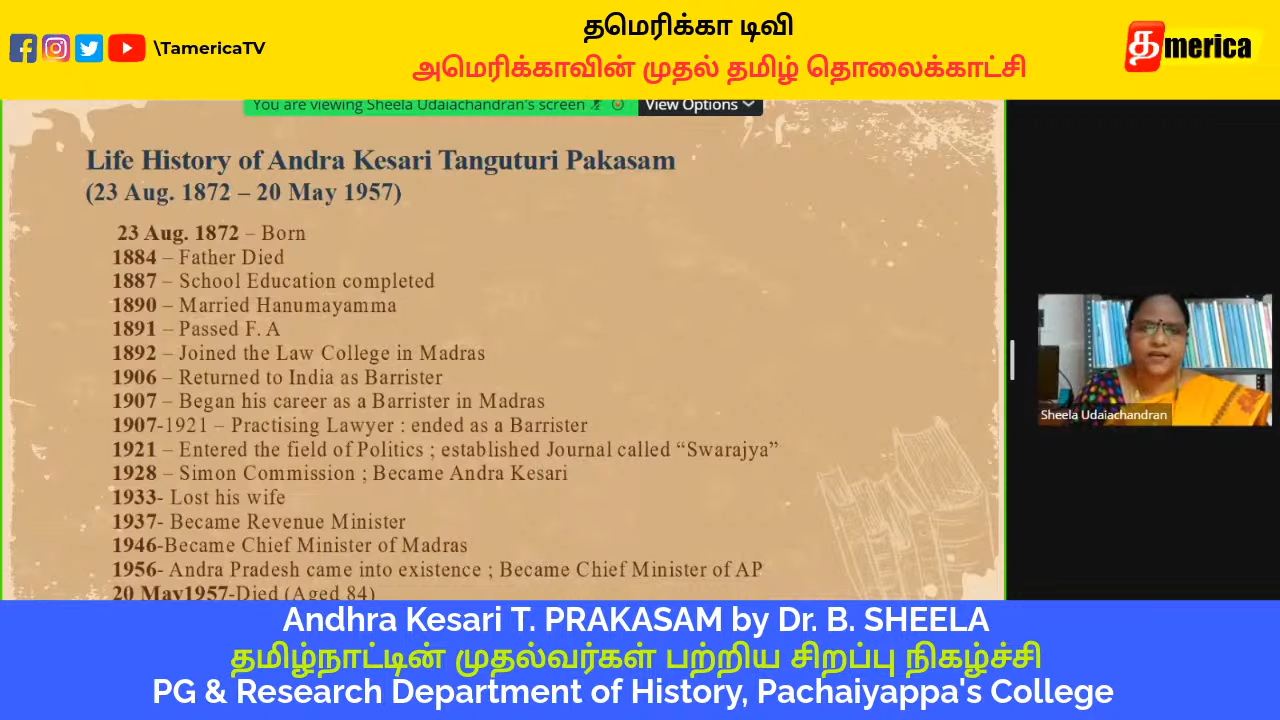 \TamericaTV
தமெரிக்கா டிவி
அமெரிக்காவின் முதல் தமிழ் தொலைக்காட்சி
தmerica
You are viewing Sheela Udaiachandran's screen
View Options
Life History of Andra Kesari Tanguturi Pakasam
(23 Aug. 1872 – 20 May 1957)
23 Aug. 1872 – Born
1884 – Father Died
1887 – School Education completed
1890 – Married Hanumayamma
1891 – Passed F. A
1892 – Joined the Law College in Madras
1906 – Returned to India as Barrister
1907 – Began his career as a Barrister in Madras
1907-1921 – Practising Lawyer : ended as a Barrister
1921 – Entered the field of Politics ; established Journal called “Swarajya”
1928 – Simon Commission ; Became Andra Kesari
1933- Lost his wife
1937- Became Revenue Minister
1946-Became Chief Minister of Madras
1956- Andra Pradesh came into existence ; Became Chief Minister of AP
20 May1957-Died (Aged 84)
Sheela Udaiachandran
Andhra Kesari T. PRAKASAM by Dr. B. SHEELA
தமிழ்நாட்டின் முதல்வர்கள் பற்றிய சிறப்பு நிகழ்ச்சி
PG & Research Department of History, Pachaiyappa's College